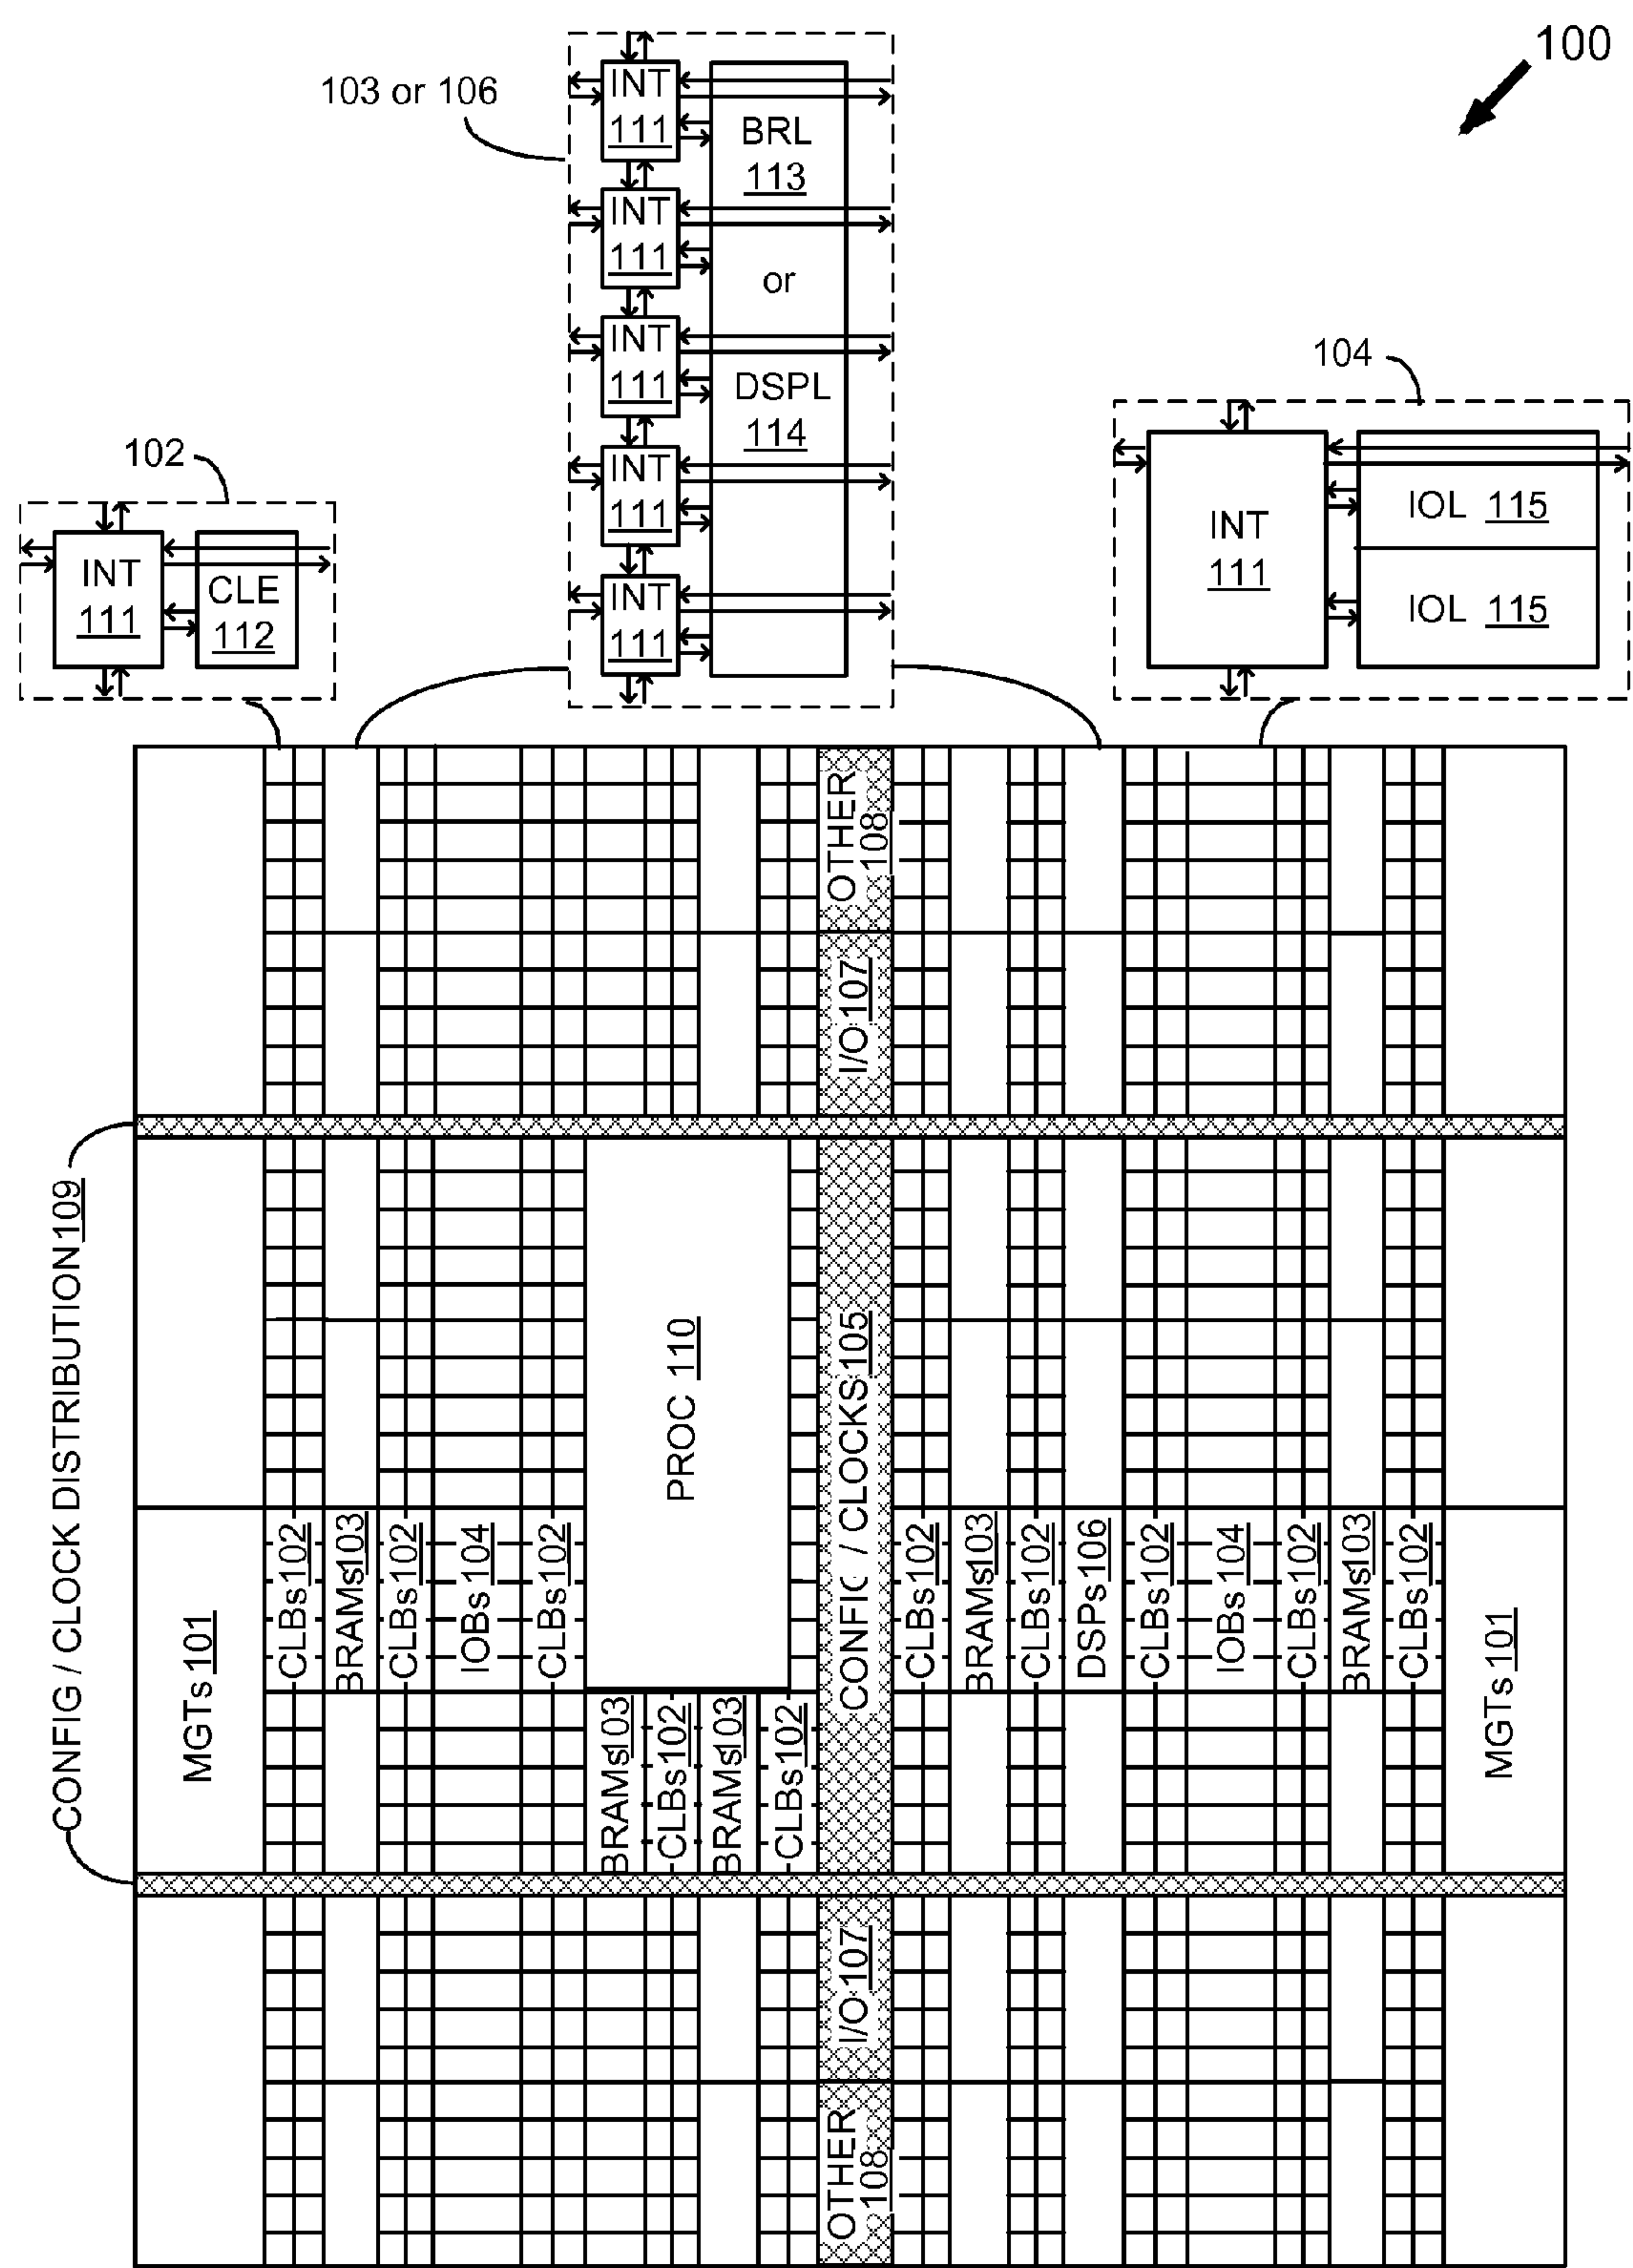 100
103 or 106
INT
111
BRL
113
INT
111
or
INT
111
DSPL
114
INT
111
INT
111
104
INT
111
IOL 115
IOL 115
102
INT
111
CLE
112
OTHER
108
I/O 107
CONFIG / CLOCK DISTRIBUTION 109
PROC 110
CONFIG / CLOCKS 105
MGTs 101
CLBs 102
BRAMs 103
CLBs 102
IOBs 104
CLBs 102
BRAMs 103
CLBs 102
BRAMs 103
CLBs 102
CLBs 102
BRAMs 103
CLBs 102
DSPs 106
CLBs 102
IOBs 104
CLBs 102
BRAMs 103
CLBs 102
MGTs 101
I/O 107
OTHER
108